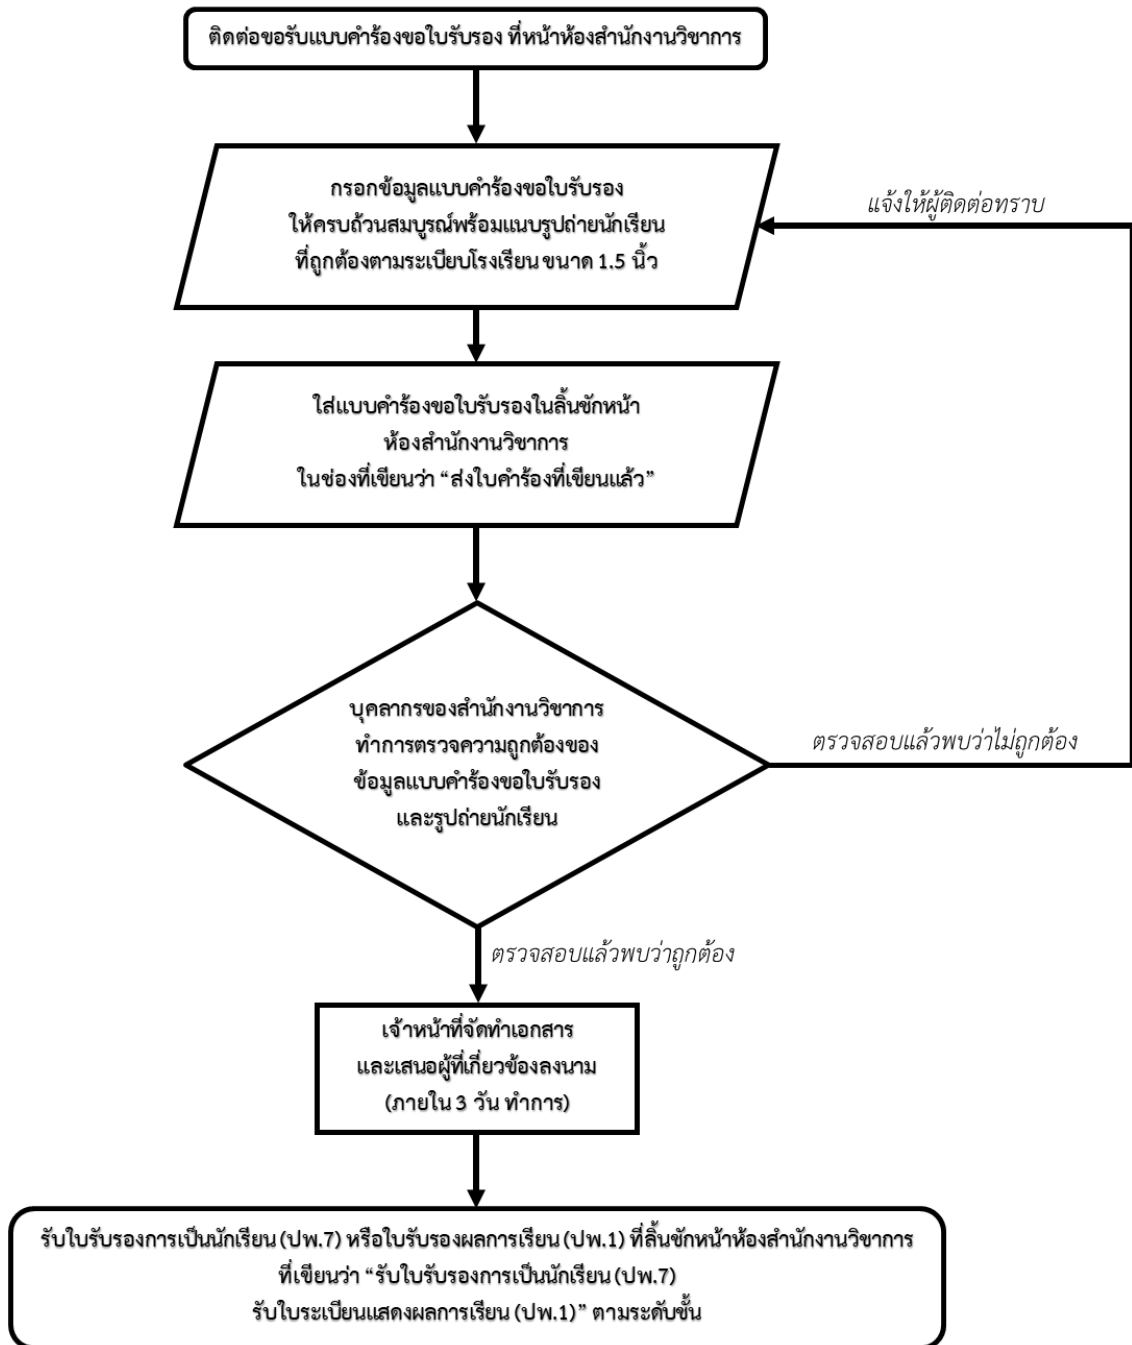 ติดต่อขอรับแบบคำร้องขอใบรับรอง ที่หน้าห้องสำนักงานวิชาการ
กรอกข้อมูลแบบคำร้องขอใบรับรอง
ให้ครบถ้วนสมบูรณ์พร้อมแนบรูปถ่ายนักเรียน
ที่ถูกต้องตามระเบียบโรงเรียน ขนาด 1.5 นิ้ว
แจ้งให้ผู้ติดต่อทราบ
ใส่แบบคำร้องขอใบรับรองในลิ้นชักหน้า
ห้องสำนักงานวิชาการ
ในช่องที่เขียนว่า “ส่งใบคำร้องที่เขียนแล้ว”
บุคลากรของสำนักงานวิชาการ
ทำการตรวจความถูกต้องของ
ข้อมูลแบบคำร้องขอใบรับรอง
และรูปถ่ายนักเรียน
ตรวจสอบแล้วพบว่าไม่ถูกต้อง
ตรวจสอบแล้วพบว่าถูกต้อง
เจ้าหน้าที่จัดทำเอกสาร
และเสนอผู้ที่เกี่ยวข้องลงนาม
(ภายใน 3 วัน ทำการ)
รับใบรับรองการเป็นนักเรียน (ปพ.7) หรือใบรับรองผลการเรียน (ปพ.1) ที่ลิ้นชักหน้าห้องสำนักงานวิชาการ
ที่เขียนว่า “รับใบรับรองการเป็นนักเรียน (ปพ.7)
รับใบระเบียนแสดงผลการเรียน (ปพ.1)” ตามระดับชั้น